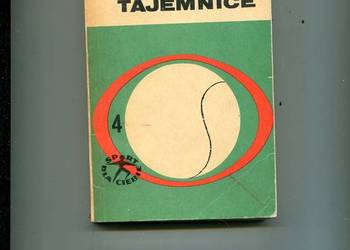 TAJEMNICE
4
SPORT
DLA CIEBIE